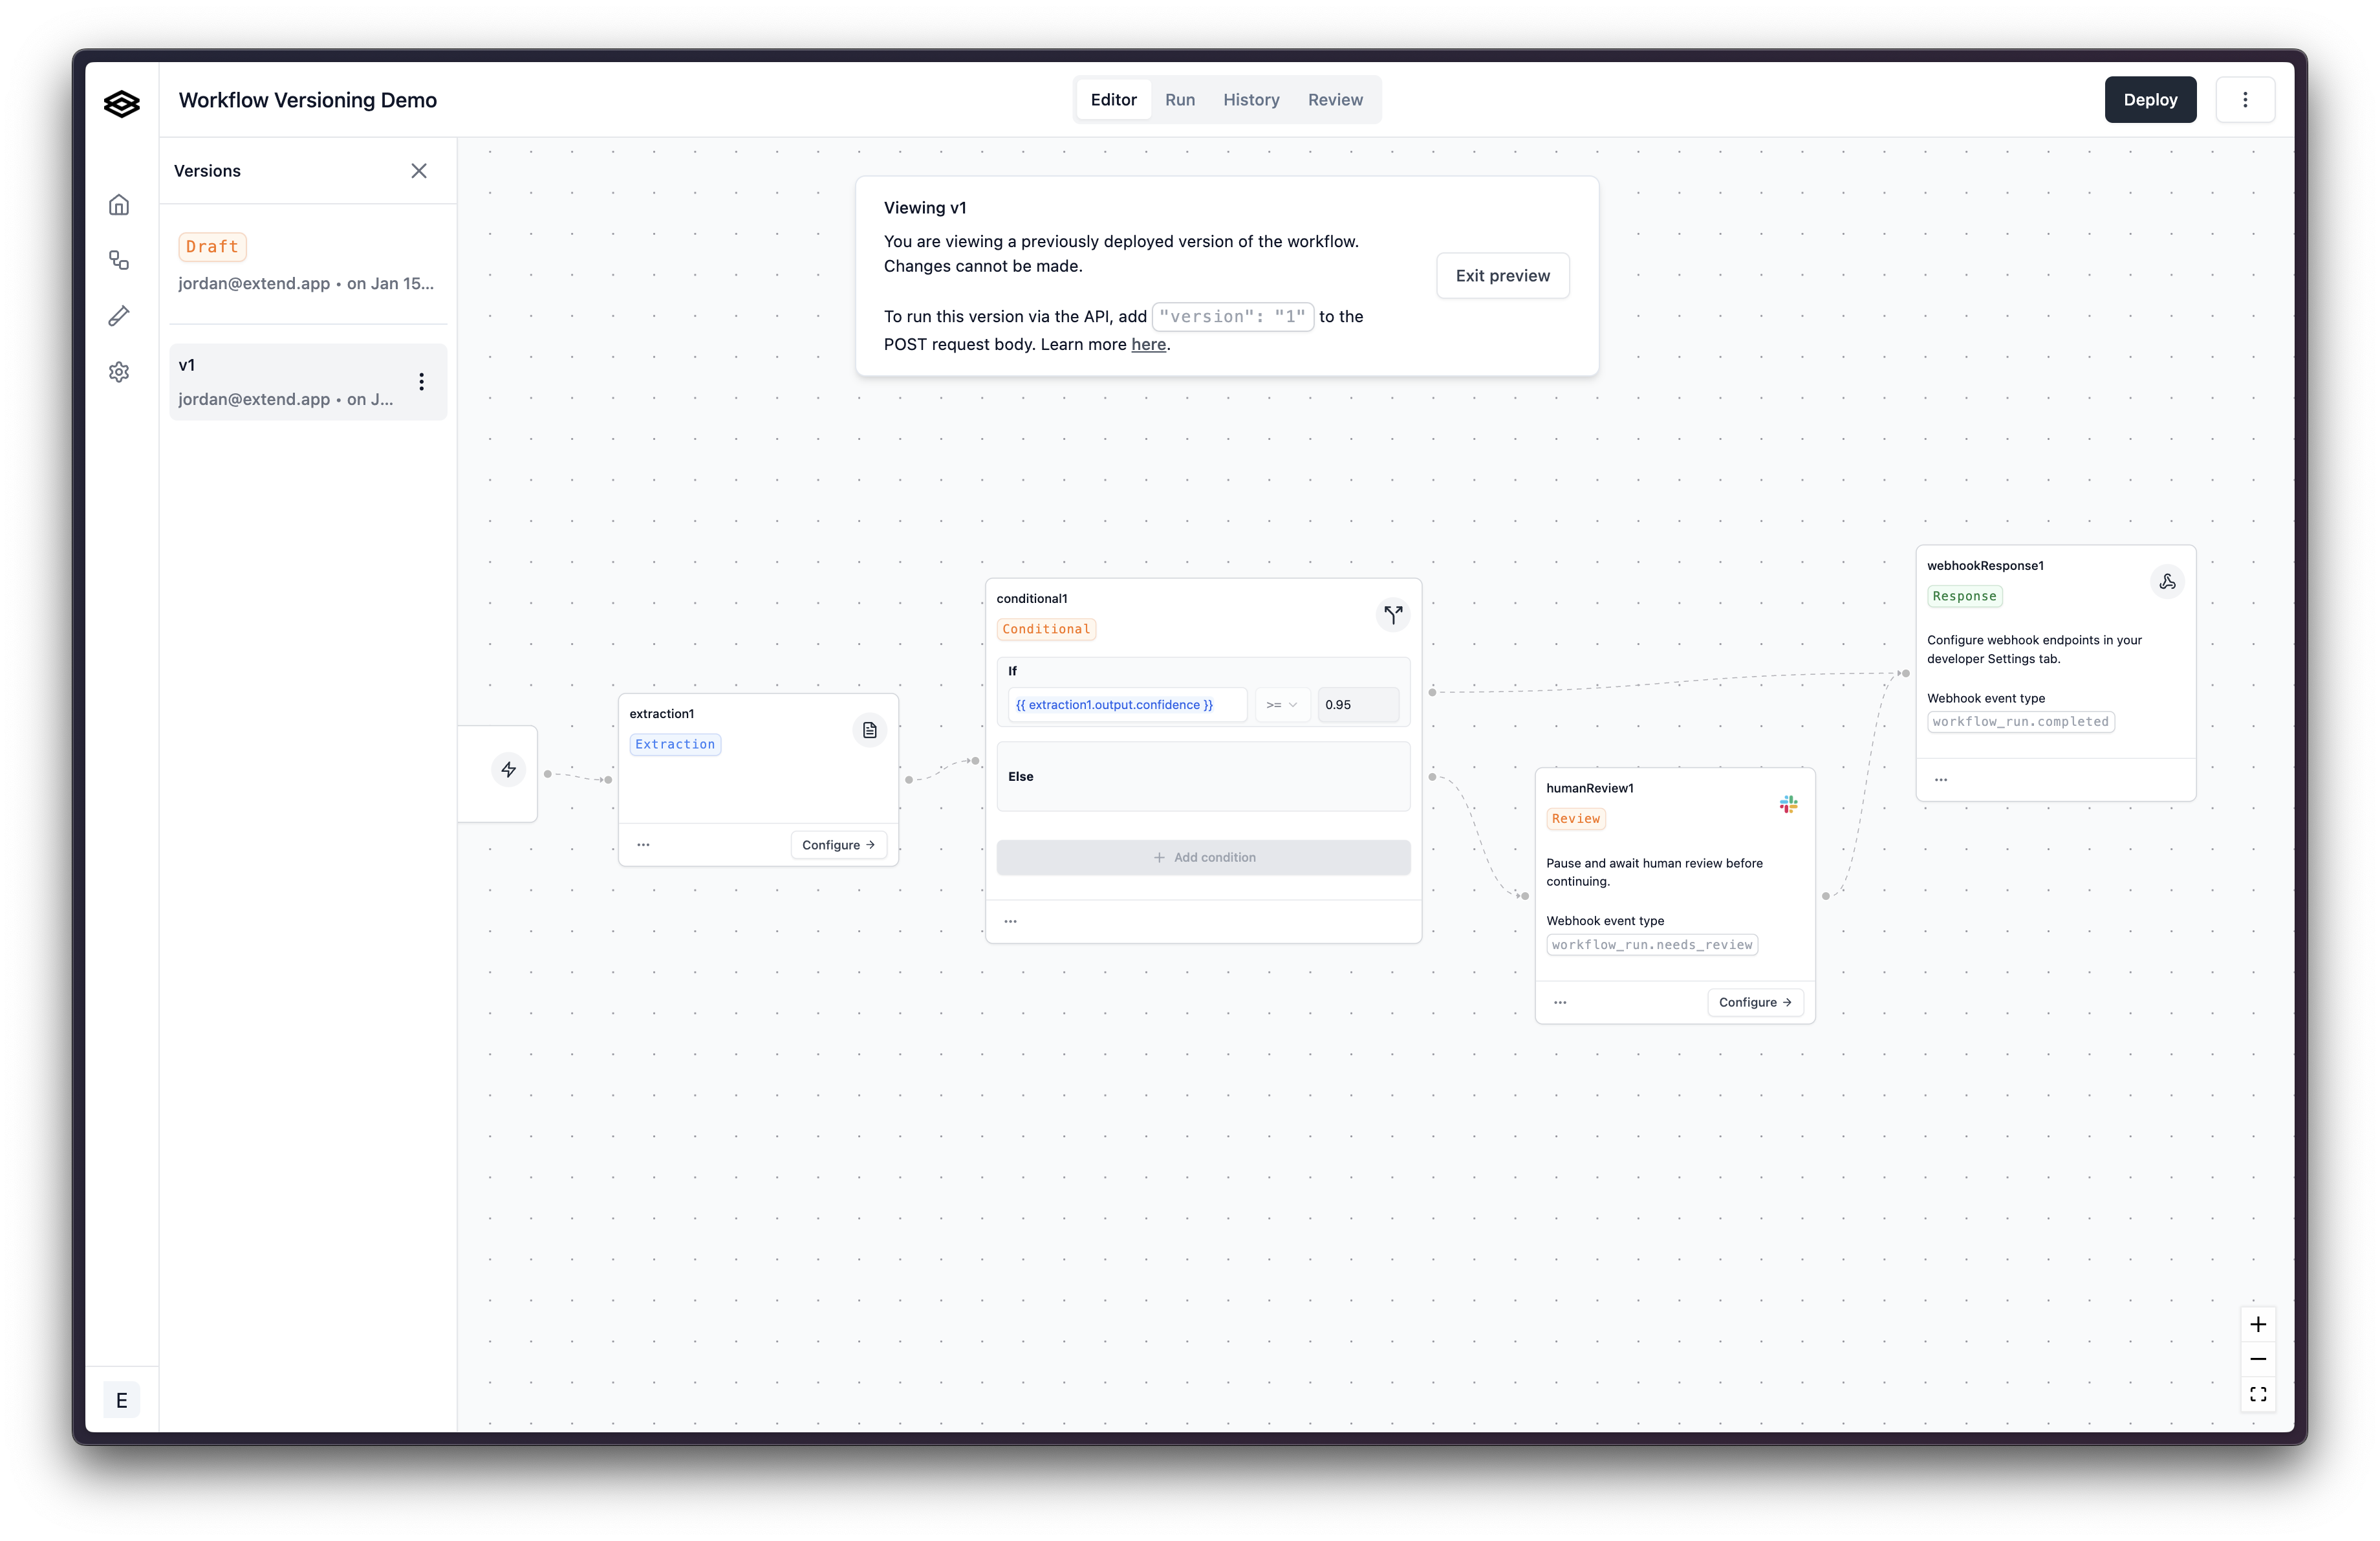 Workflow Versioning Demo
Editor
Run
History
Review
Deploy
Versions
Draft
jordan@extend.app • on Jan 15...
v1
jordan@extend.app • on J...
E
Viewing v1
You are viewing a previously deployed version of the workflow.
Changes cannot be made.
To run this version via the API, add "version": "1" to the
POST request body. Learn more here.
Exit preview
extraction1
Extraction
...
Configure →
conditional1
Conditional
If
{{ extraction1.output.confidence }}
>=
0.95
Else
+ Add condition
...
humanReview1
Review
Pause and await human review before
continuing.
Webhook event type
workflow_run.needs_review
...
Configure →
webhookResponse1
Response
Configure webhook endpoints in your
developer Settings tab.
Webhook event type
workflow_run.completed
...